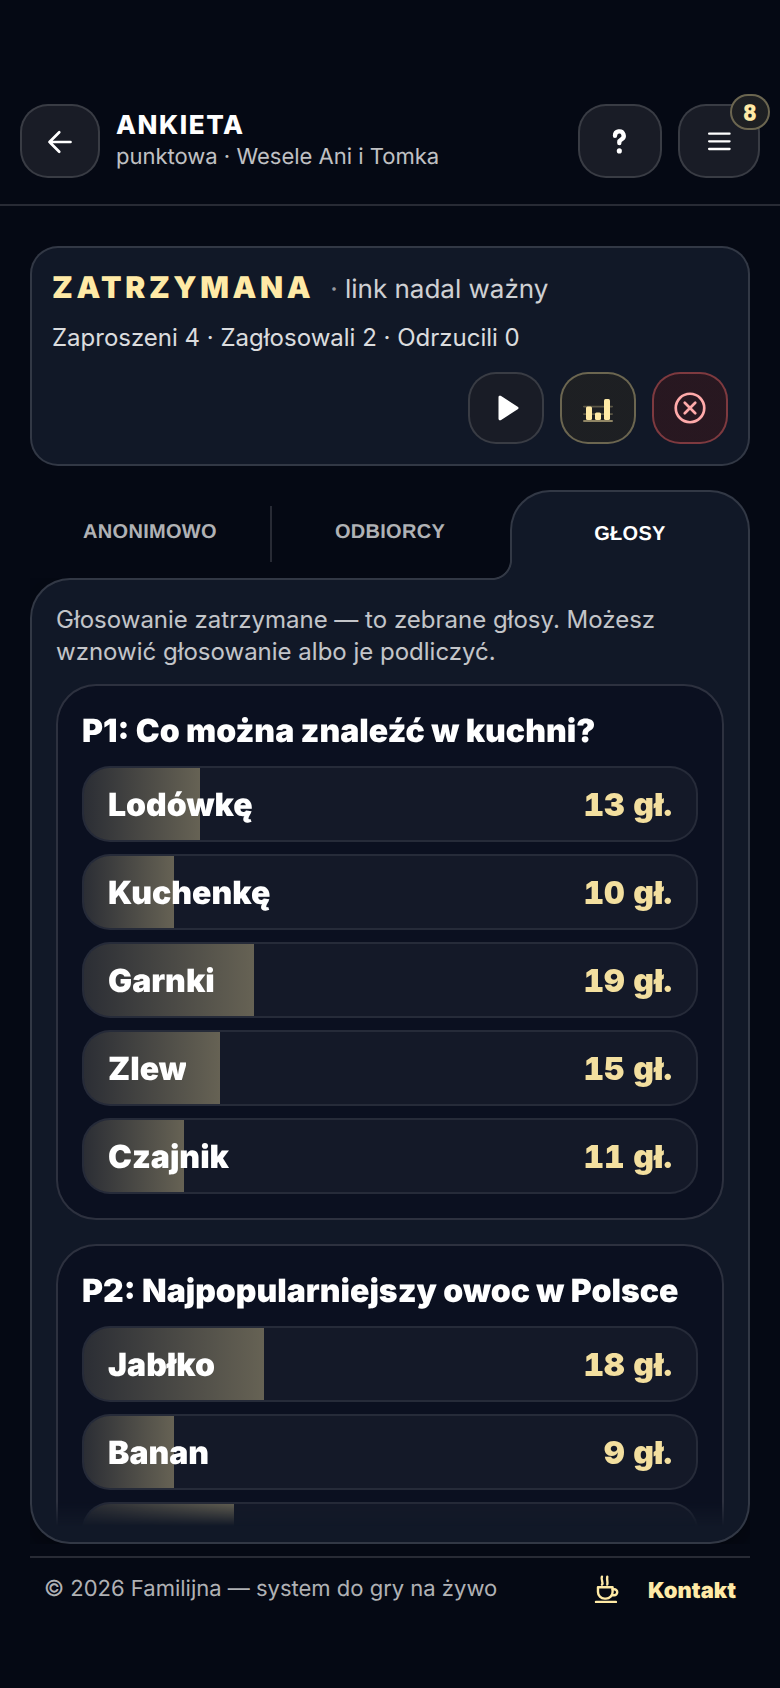 ANKIETA
punktowa · Wesele Ani i Tomka
?
8
ZATRZYMANA · link nadal ważny
Zaproszeni 4 · Zagłosowali 2 · Odrzucili 0
ANONIMOWO
ODBIORCY
GŁOSY
Głosowanie zatrzymane — to zebrane głosy. Możesz
wznowić głosowanie albo je podliczyć.
P1: Co można znaleźć w kuchni?
Lodówkę 13 gł.
Kuchenkę 10 gł.
Garnki 19 gł.
Zlew 15 gł.
Czajnik 11 gł.
P2: Najpopularniejszy owoc w Polsce
Jabłko 18 gł.
Banan 9 gł.
© 2026 Familijna — system do gry na żywo
Kontakt